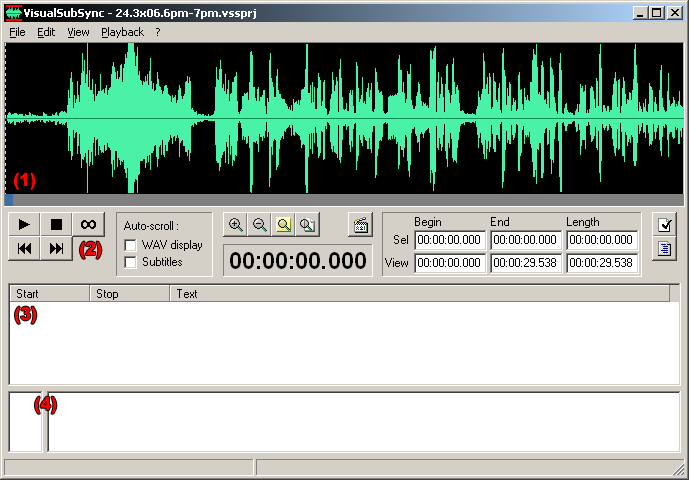 VisualSubSync - 24.3x06.6pm-7pm.vssprj
File Edit View Playback ?
(1)
Auto-scroll :
WAV display
Subtitles
(2)
00:00:00.000
Begin End Length
Sel 00:00:00.000 00:00:00.000 00:00:00.000
View 00:00:00.000 00:00:29.538 00:00:29.538
Start Stop Text
(3)
(4)